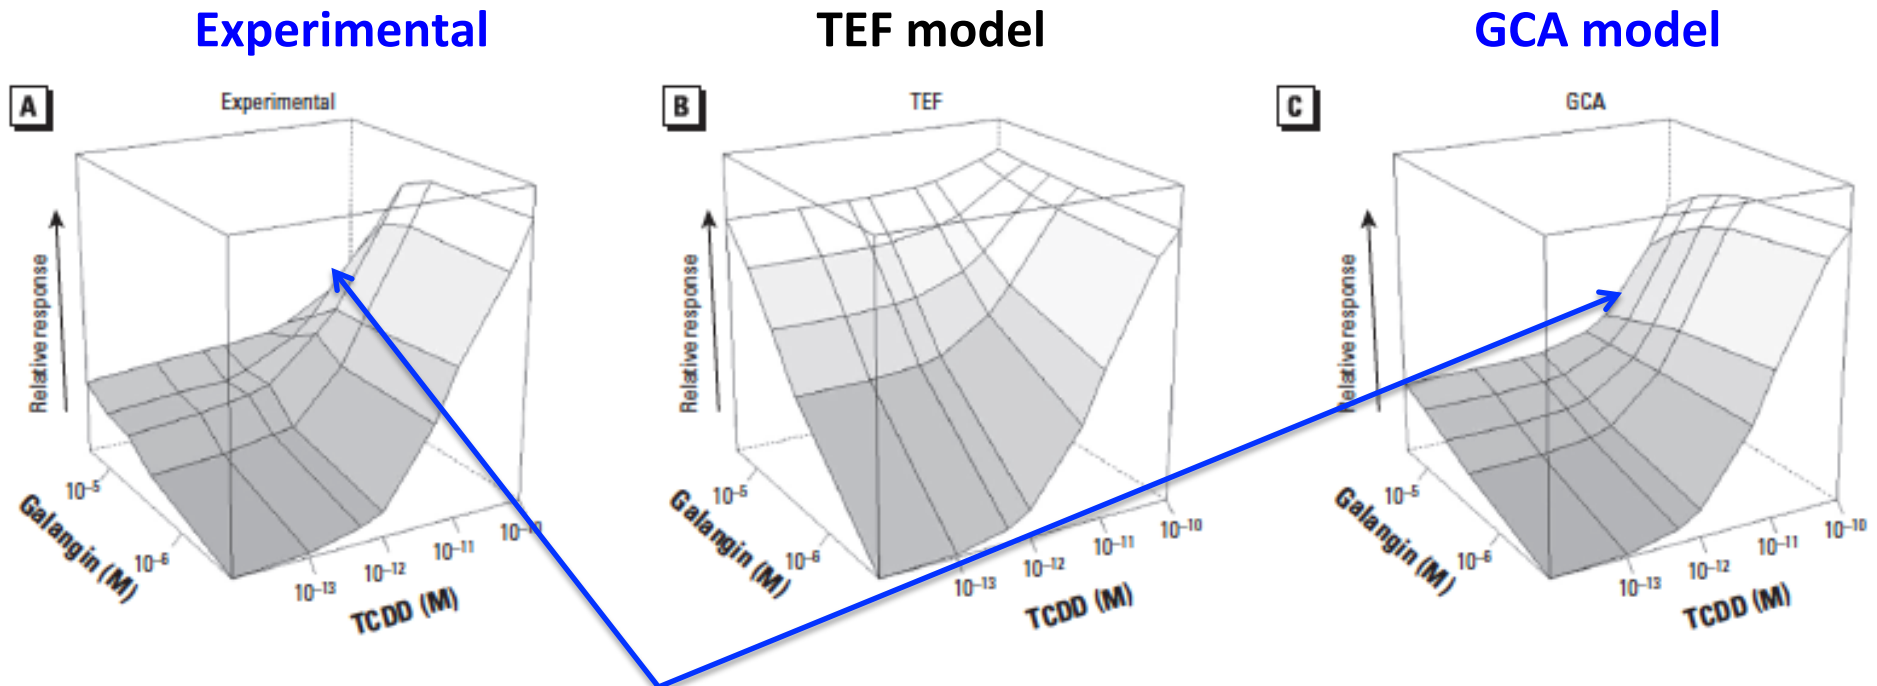 Experimental
TEF model
GCA model
A
Experimental
B
TEF
C
GCA
Relative response
Galangin (M)
10⁻⁵
10⁻⁶
10⁻¹³
10⁻¹²
10⁻¹¹
10⁻¹⁰
TCDD (M)
Relative response
Galangin (M)
10⁻⁵
10⁻⁶
10⁻¹³
10⁻¹²
10⁻¹¹
10⁻¹⁰
TCDD (M)
Relative response
Galangin (M)
10⁻⁵
10⁻⁶
10⁻¹³
10⁻¹²
10⁻¹¹
10⁻¹⁰
TCDD (M)